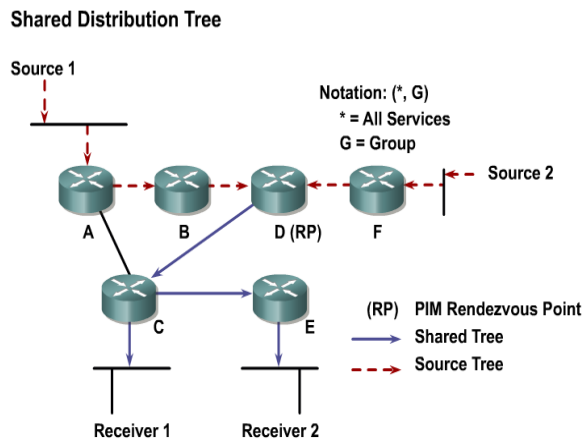 Shared Distribution Tree
Source 1
Notation: (*, G)
* = All Services
G = Group
Source 2
A
B
D (RP)
F
C
E
(RP) PIM Rendezvous Point
Shared Tree
Source Tree
Receiver 1
Receiver 2